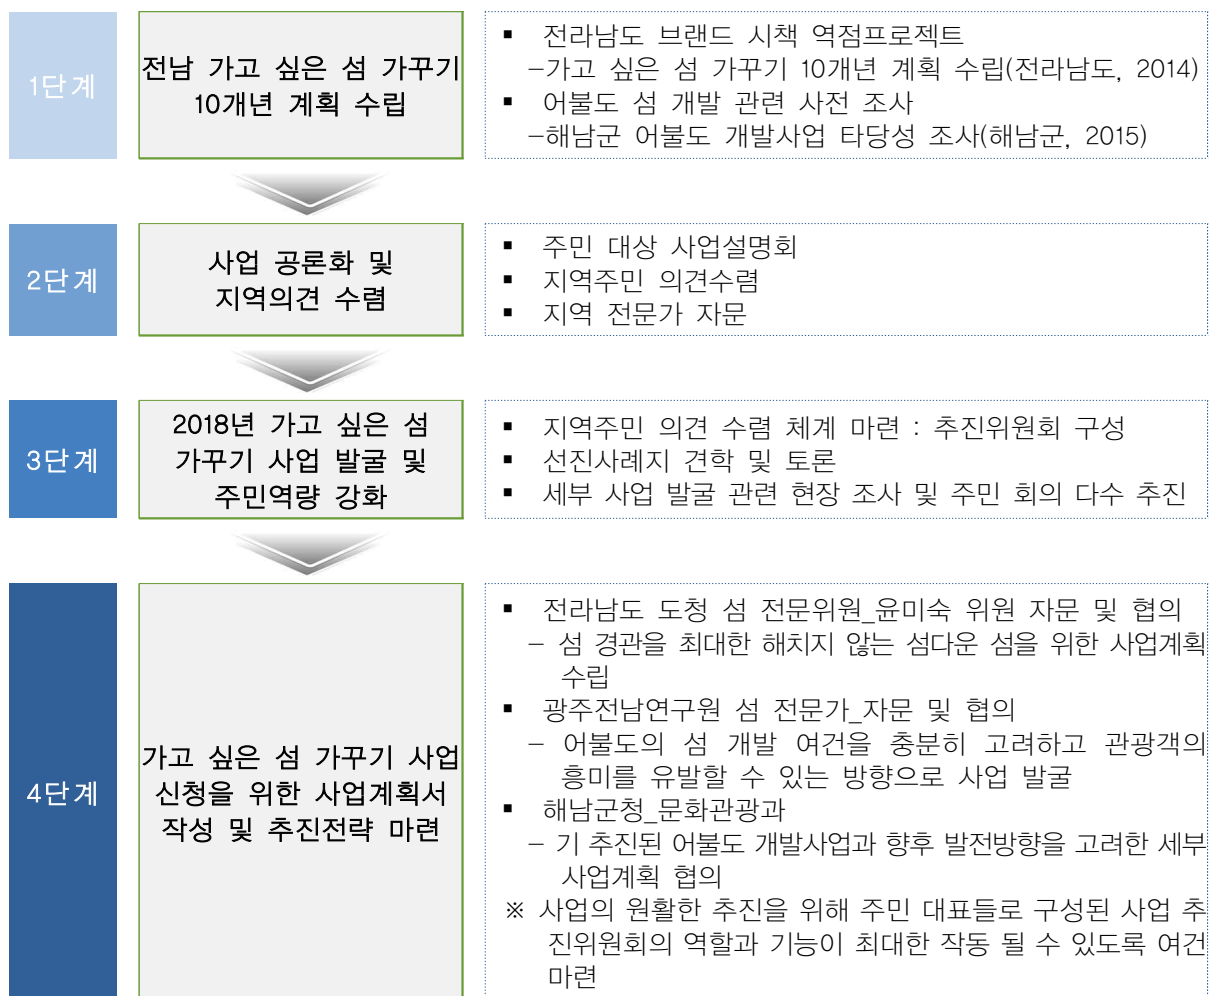 1단계
전남 가고 싶은 섬 가꾸기
10개년 계획 수립
▪ 전라남도 브랜드 시책 역점프로젝트
–가고 싶은 섬 가꾸기 10개년 계획 수립(전라남도, 2014)
▪ 어불도 섬 개발 관련 사전 조사
–해남군 어불도 개발사업 타당성 조사(해남군, 2015)
2단계
사업 공론화 및
지역의견 수렴
▪ 주민 대상 사업설명회
▪ 지역주민 의견수렴
▪ 지역 전문가 자문
3단계
2018년 가고 싶은 섬
가꾸기 사업 발굴 및
주민역량 강화
▪ 지역주민 의견 수렴 체계 마련 : 추진위원회 구성
▪ 선진사례지 견학 및 토론
▪ 세부 사업 발굴 관련 현장 조사 및 주민 회의 다수 추진
4단계
가고 싶은 섬 가꾸기 사업
신청을 위한 사업계획서
작성 및 추진전략 마련
▪ 전라남도 도청 섬 전문위원_윤미숙 위원 자문 및 협의
– 섬 경관을 최대한 해치지 않는 섬다운 섬을 위한 사업계획
수립
▪ 광주전남연구원 섬 전문가_자문 및 협의
– 어불도의 섬 개발 여건을 충분히 고려하고 관광객의
흥미를 유발할 수 있는 방향으로 사업 발굴
▪ 해남군청_문화관광과
– 기 추진된 어불도 개발사업과 향후 발전방향을 고려한 세부
사업계획 협의
※ 사업의 원활한 추진을 위해 주민 대표들로 구성된 사업 추
진위원회의 역할과 기능이 최대한 작동 될 수 있도록 여건
마련